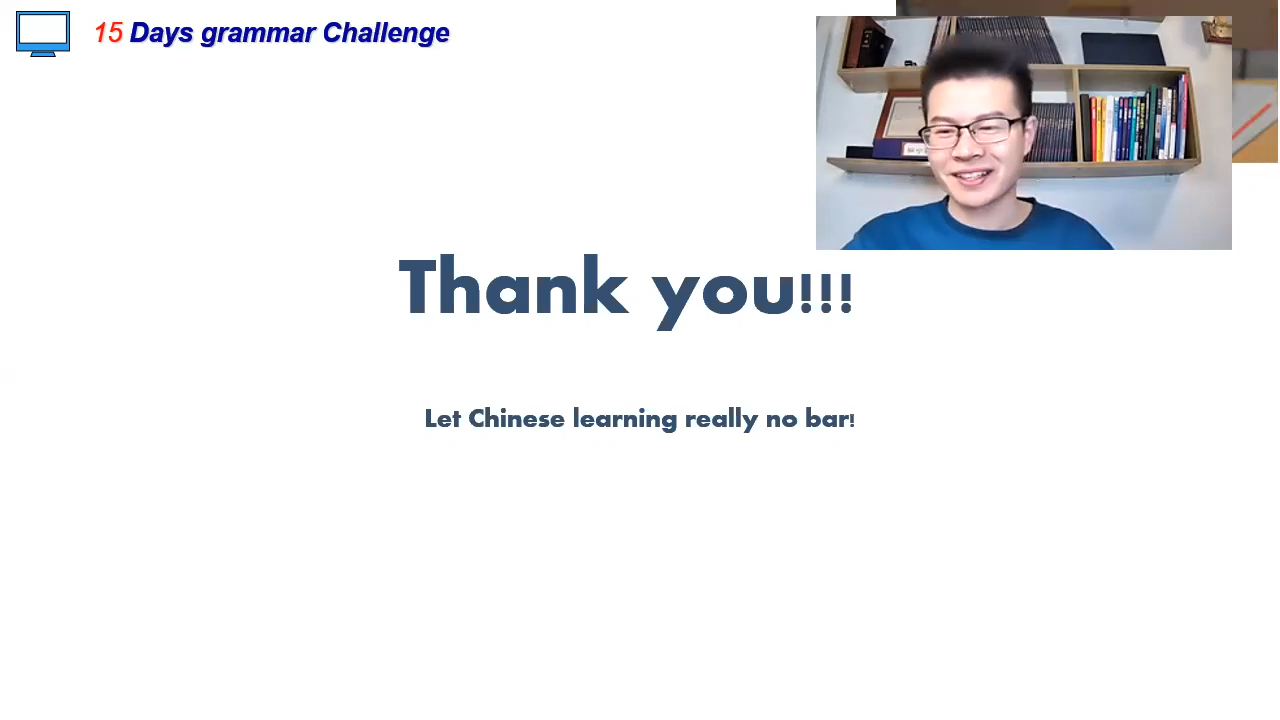 15 Days grammar Challenge
Thank you!!!
Let Chinese learning really no bar!